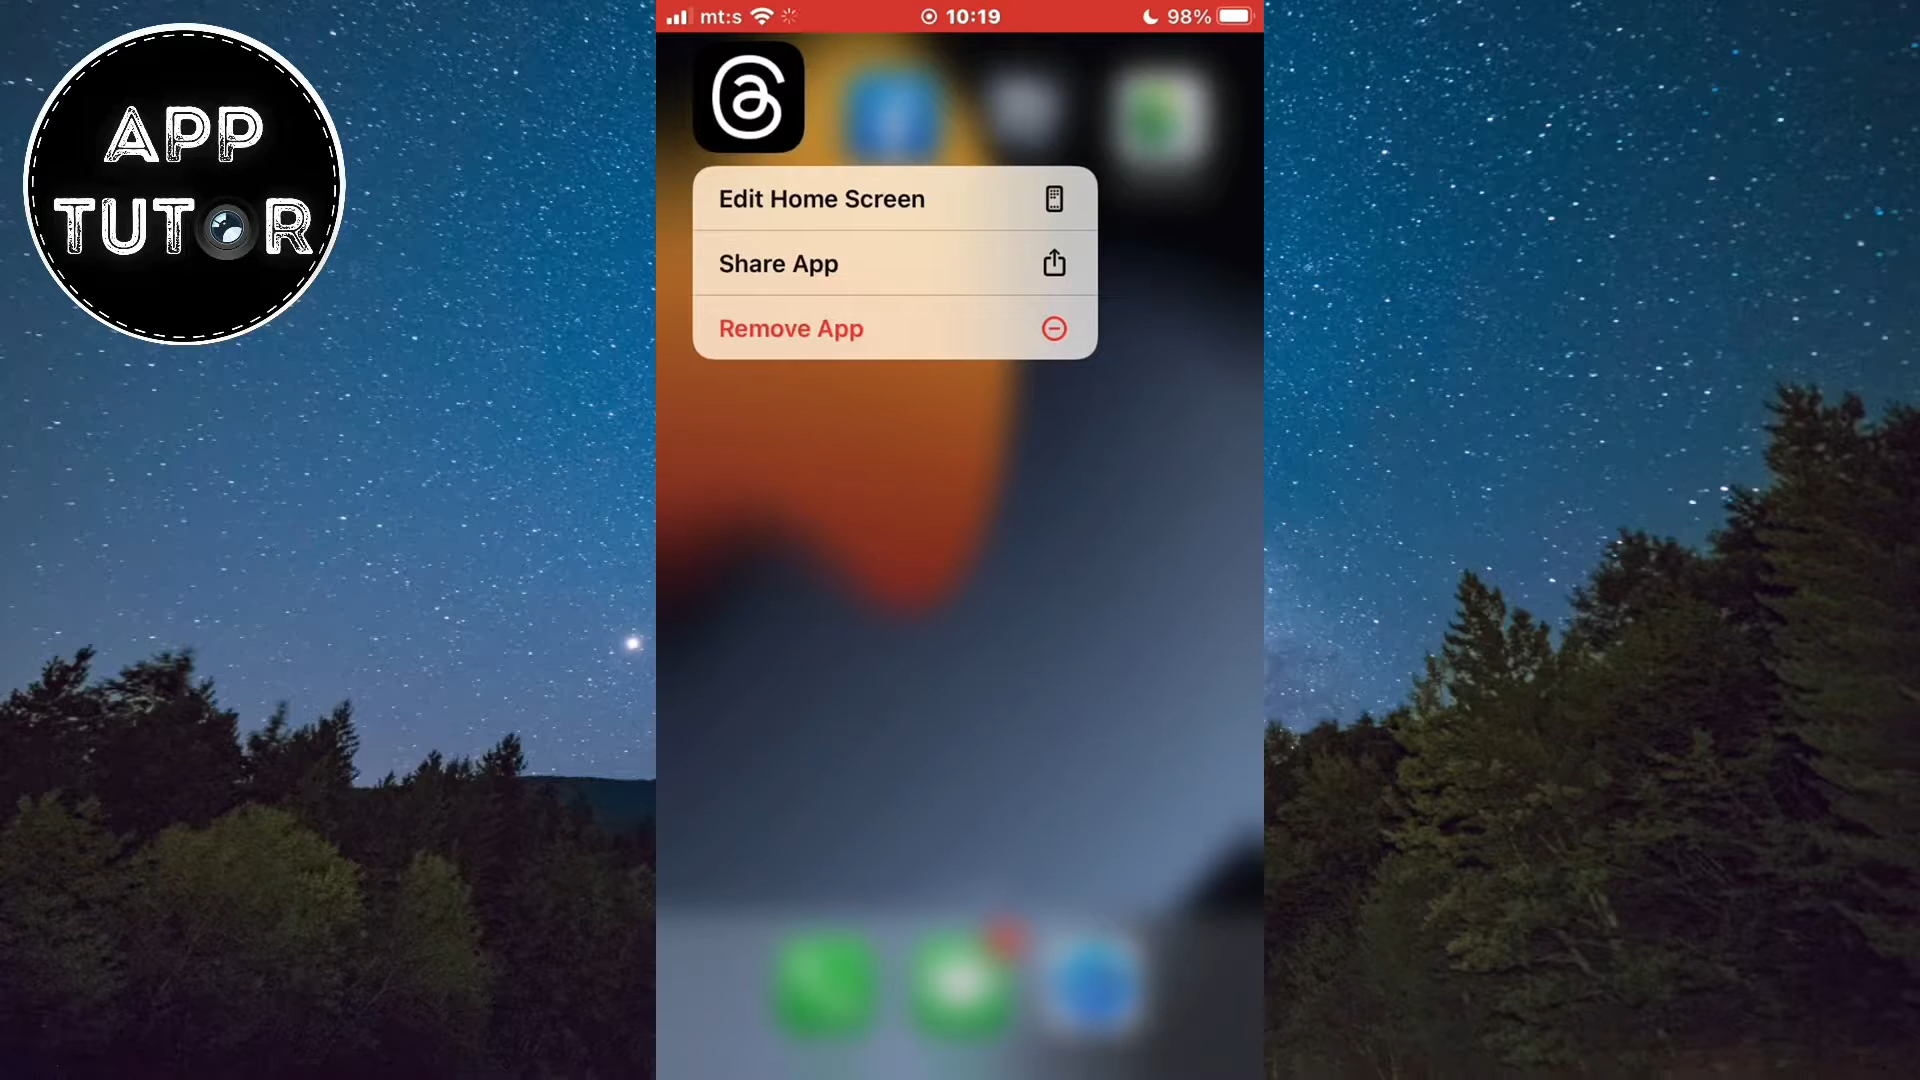 APP
TUTOR
mt:s
10:19
98%
Edit Home Screen
Share App
Remove App